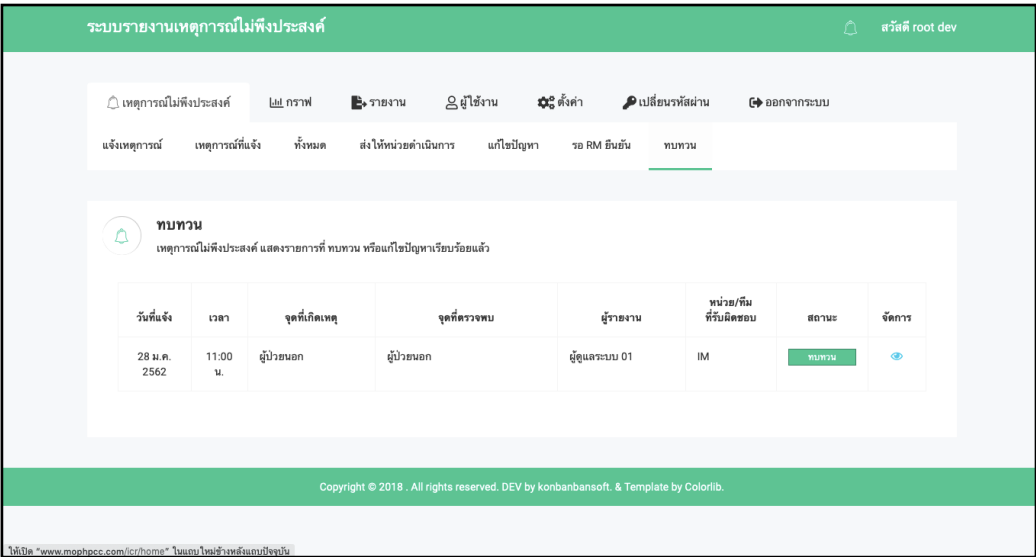 ระบบรายงานเหตุการณ์ไม่พึงประสงค์
สวัสดี root dev
เหตุการณ์ไม่พึงประสงค์ กราฟ รายงาน ผู้ใช้งาน ตั้งค่า เปลี่ยนรหัสผ่าน ออกจากระบบ
แจ้งเหตุการณ์ เหตุการณ์ที่แจ้ง ทั้งหมด ส่งให้หน่วยดำเนินการ แก้ไขปัญหา รอ RM ยืนยัน ทบทวน
ทบทวน
เหตุการณ์ไม่พึงประสงค์ แสดงรายการที่ ทบทวน หรือแก้ไขปัญหาเรียบร้อยแล้ว
วันที่แจ้ง เวลา จุดที่เกิดเหตุ จุดที่ตรวจพบ ผู้รายงาน หน่วย/ทีม
ที่รับผิดชอบ สถานะ จัดการ
28 ม.ค. 11:00 ผู้ป่วยนอก ผู้ป่วยนอก ผู้ดูแลระบบ 01 IM ทบทวน
2562 น.
Copyright © 2018 . All rights reserved. DEV by konbanbansoft. & Template by Colorlib.
ให้เปิด "www.mophpcc.com/icr/home" ในแถบใหม่ข้างหลังแถบปัจจุบัน